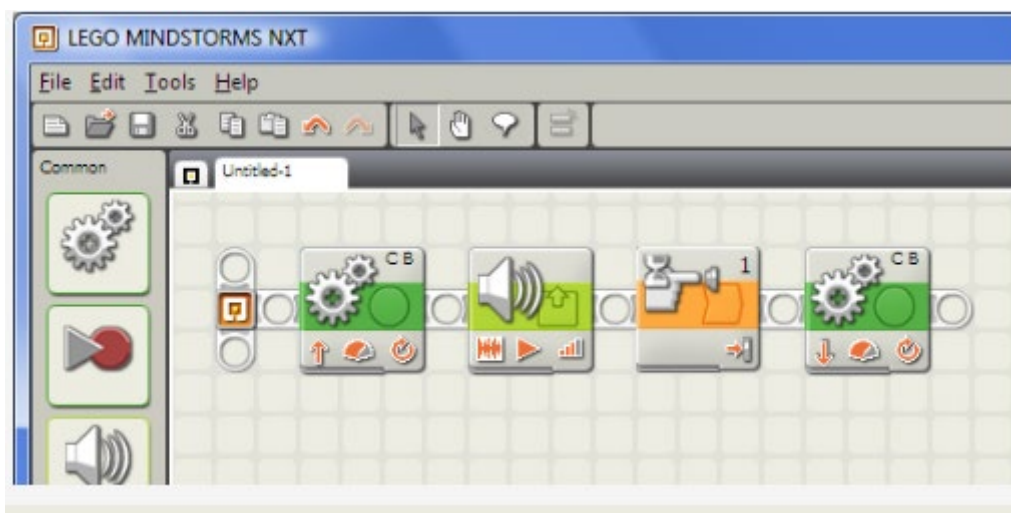 LEGO MINDSTORMS NXT
File Edit Tools Help
Common
Untitled-1
C B
1
C B